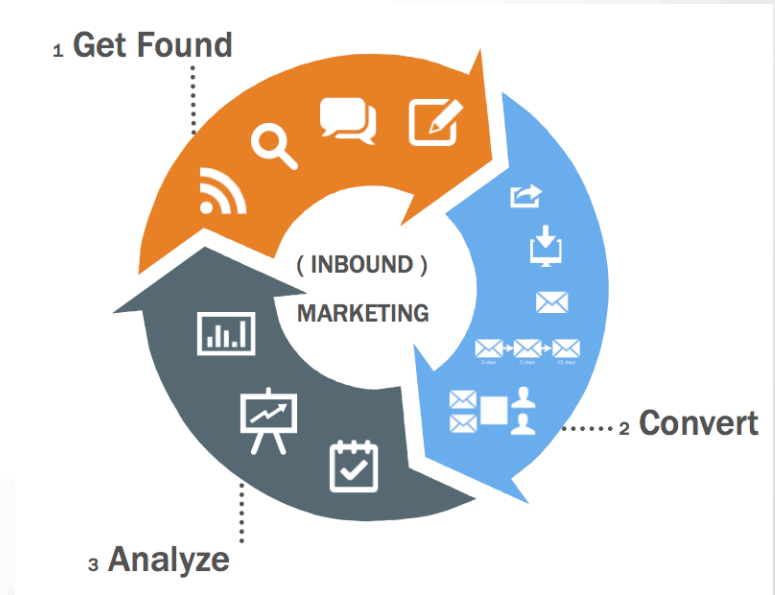 1 Get Found
( INBOUND )
MARKETING
2 Convert
3 Analyze